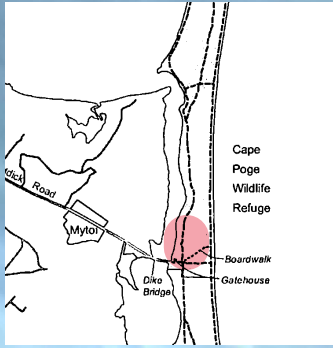 Cape
Poge
Wildlife
Refuge
dick Road
Mytoi
Boardwalk
Gatehouse
Dike
Bridge